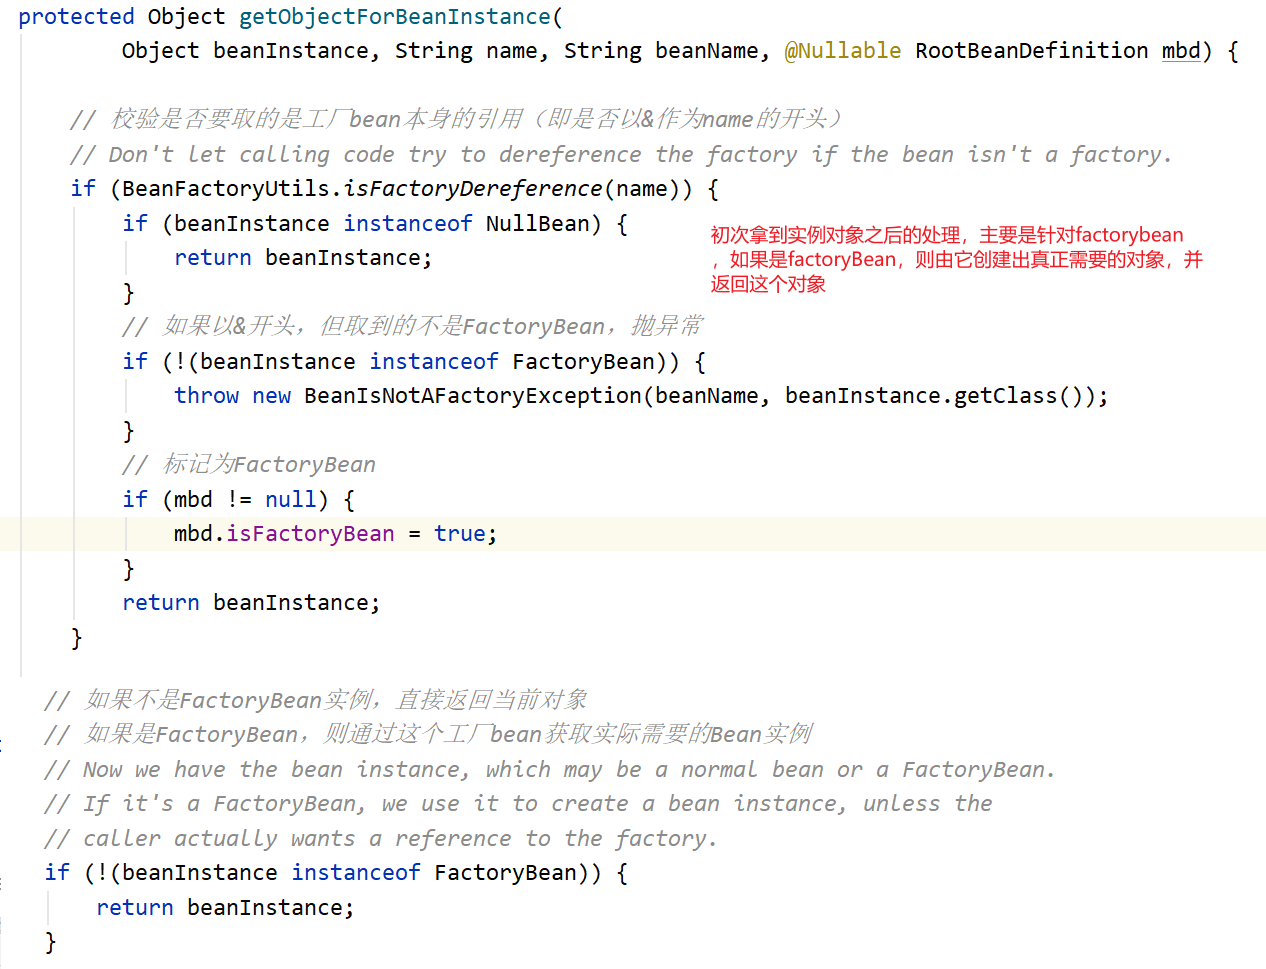 protected Object getObjectForBeanInstance(
Object beanInstance, String name, String beanName, @Nullable RootBeanDefinition mbd) {
// 校验是否要取的是工厂bean本身的引用（即是否以&作为name的开头）
// Don't let calling code try to dereference the factory if the bean isn't a factory.
if (BeanFactoryUtils.isFactoryDereference(name)) {
if (beanInstance instanceof NullBean) {
return beanInstance;
}
初次拿到实例对象之后的处理，主要是针对factorybean
，如果是factoryBean，则由它创建出真正需要的对象，并
返回这个对象
// 如果以&开头，但取到的不是FactoryBean，抛异常
if (!(beanInstance instanceof FactoryBean)) {
throw new BeanIsNotAFactoryException(beanName, beanInstance.getClass());
}
// 标记为FactoryBean
if (mbd != null) {
mbd.isFactoryBean = true;
}
return beanInstance;
}
// 如果不是FactoryBean实例，直接返回当前对象
// 如果是FactoryBean，则通过这个工厂bean获取实际需要的Bean实例
// Now we have the bean instance, which may be a normal bean or a FactoryBean.
// If it's a FactoryBean, we use it to create a bean instance, unless the
// caller actually wants a reference to the factory.
if (!(beanInstance instanceof FactoryBean)) {
return beanInstance;
}